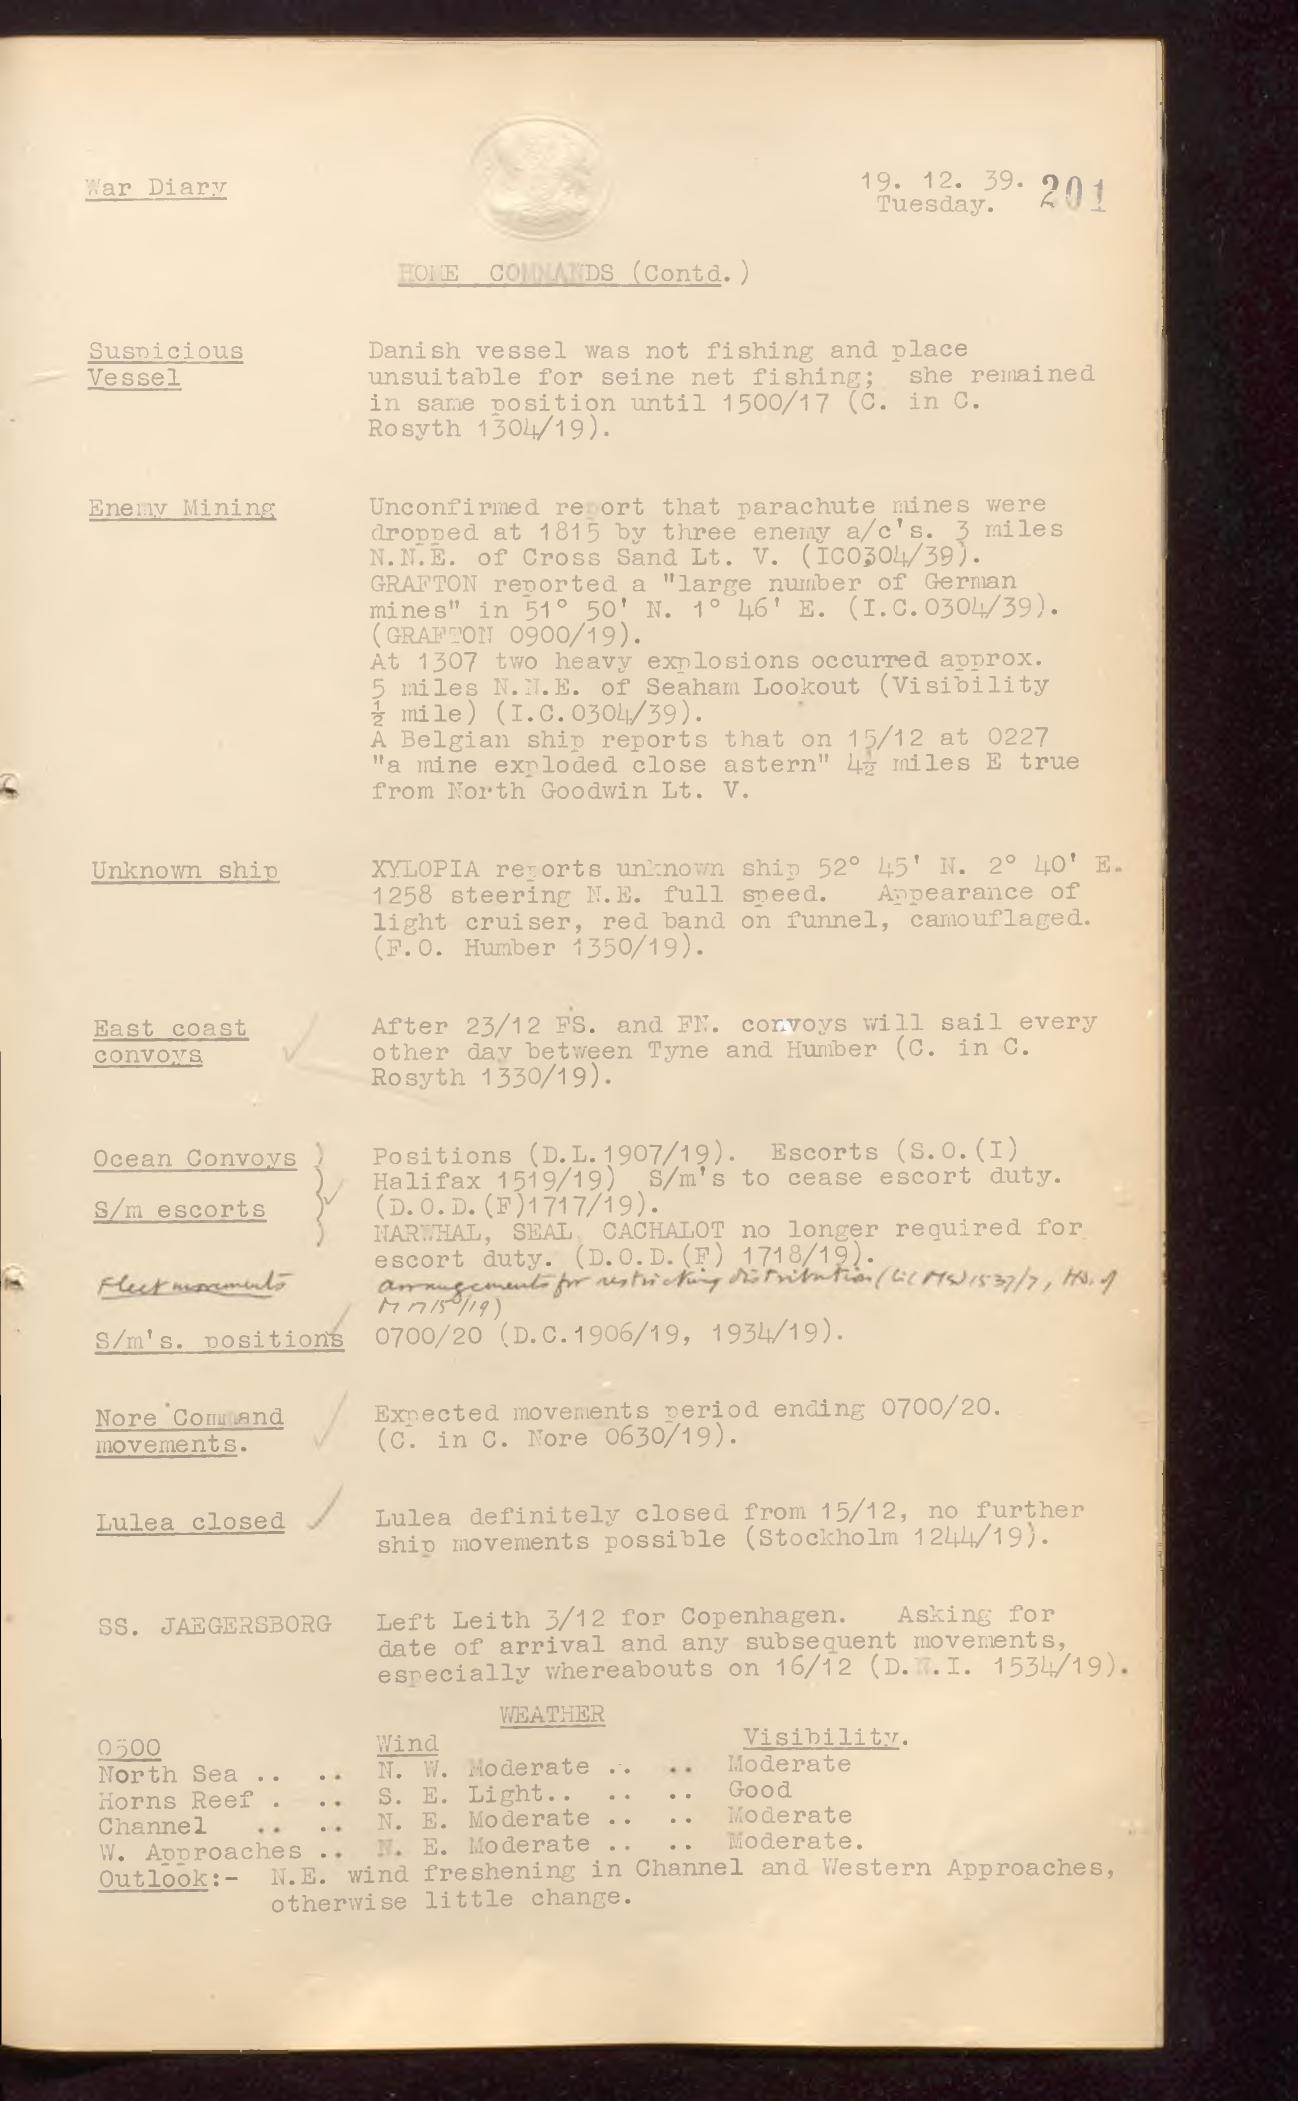 War Diary
19. 12. 39.
201
Tuesday.
HOME COMMANDS (Contd.)
Suspicious
Vessel
Danish vessel was not fishing and place
unsuitable for seine net fishing; she remained
in same position until 1500/17 (C. in C.
Rosyth 1304/19).
Enemy Mining
Unconfirmed report that parachute mines were
dropped at 1815 by three enemy a/c's. 3 miles
N.N.E. of Cross Sand Lt. V. (IC0304/39).
GRAFTON reported a "large number of German
mines" in 51° 50' N. 1° 46' E. (I.C.0304/39).
(GRAFTON 0900/19).
At 1307 two heavy explosions occurred approx.
5 miles N.N.E. of Seaham Lookout (Visibility
½ mile) (I.C.0304/39).
A Belgian ship reports that on 15/12 at 0227
"a mine exploded close astern" 4½ miles E true
from North Goodwin Lt. V.
Unknown ship
XYLOPIA reports unknown ship 52° 45' N. 2° 40' E.
1258 steering N.E. full speed. Appearance of
light cruiser, red band on funnel, camouflaged.
(F.O. Humber 1350/19).
East coast
convoys
After 23/12 FS. and FN. convoys will sail every
other day between Tyne and Humber (C. in C.
Rosyth 1330/19).
Ocean Convoys )
S/m escorts )
)
Positions (D.L.1907/19). Escorts (S.O.(I)
Halifax 1519/19) S/m's to cease escort duty.
(D.O.D.(F)1717/19).
NARWHAL, SEAL, CACHALOT no longer required for
escort duty. (D.O.D.(F) 1718/19).
Fleet movements
arrangements for restricting distribution
S/m's. positions
0700/20 (D.C.1906/19, 1934/19).
Nore Command
movements.
Expected movements period ending 0700/20.
(C. in C. Nore 0630/19).
Lulea closed
Lulea definitely closed from 15/12, no further
ship movements possible (Stockholm 1244/19).
SS. JAEGERSBORG
Left Leith 3/12 for Copenhagen. Asking for
date of arrival and any subsequent movements,
especially whereabouts on 16/12 (D.N.I. 1534/19).
WEATHER
0500 Wind Visibility.
North Sea .. .. N. W. Moderate .. .. Moderate
Horns Reef . .. S. E. Light.. .. .. Good
Channel .. .. N. E. Moderate .. .. Moderate
W. Approaches .. N. E. Moderate .. .. Moderate.
Outlook:- N.E. wind freshening in Channel and Western Approaches,
otherwise little change.